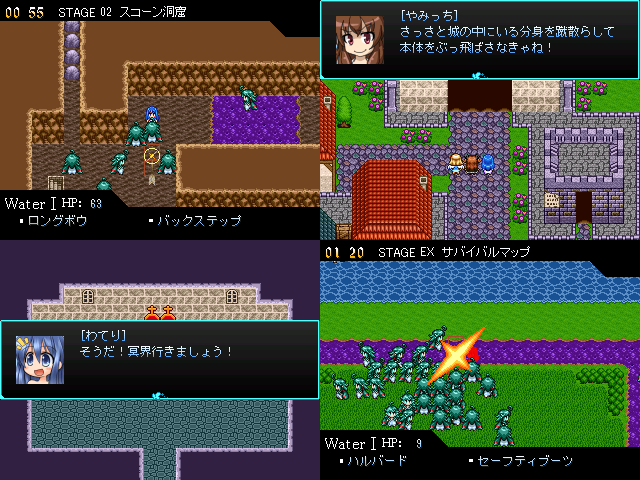 00 55 STAGE 02 スコーン洞窟
Water I HP: 63
・ロングボウ ・バックステップ
[やみっち]
さっさと城の中にいる分身を蹴散らして
本体をぶっ飛ばさなきゃね!
[わてり]
そうだ!冥界行きましょう!
01 20 STAGE EX サバイバルマップ
Water I HP: 9
・ハルバード ・セーフティブーツ